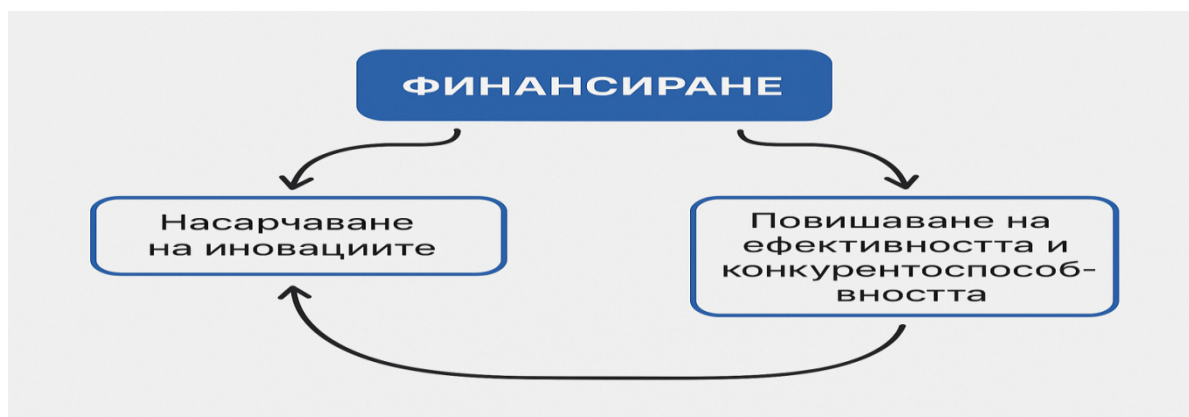 ФИНАНСИРАНЕ
Насарчаване
на иновациите
Повишаване на
ефективността и
конкурентоспособ-
вността